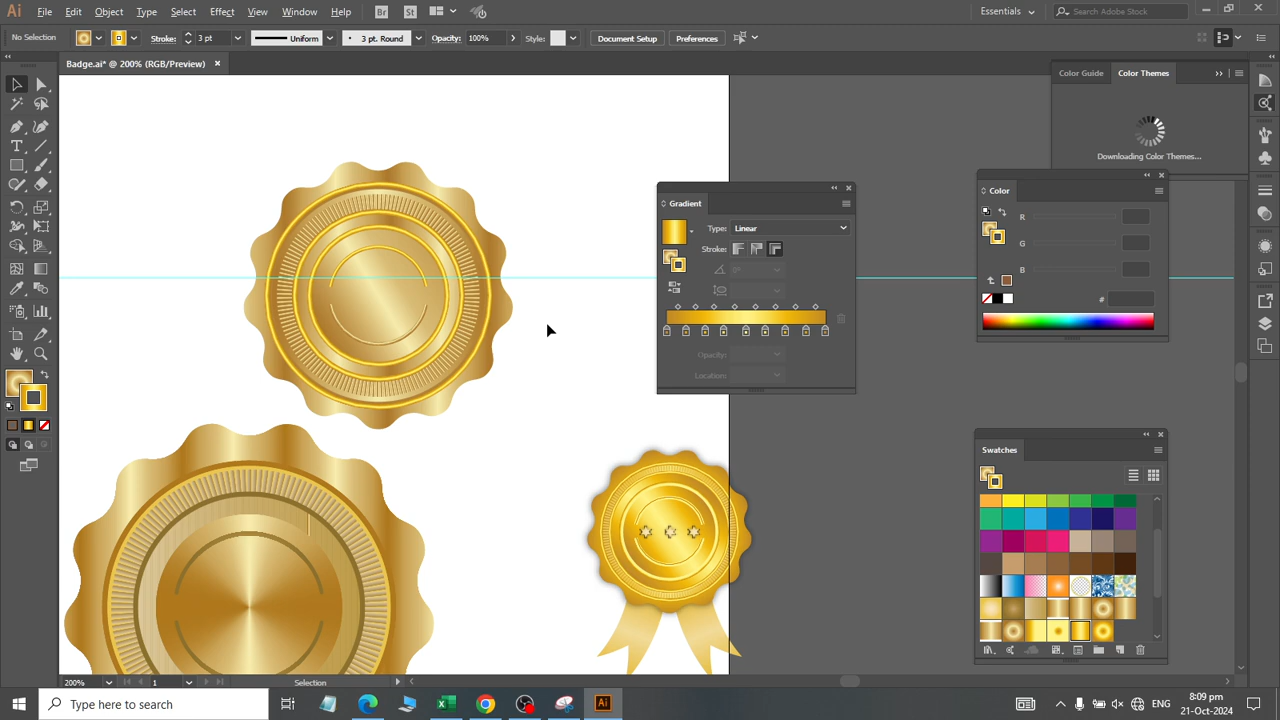 Ai File Edit Object Type Select Effect View Window Help Br St Essentials Search Adobe Stock
No Selection Stroke: 3 pt Uniform 3 pt. Round Opacity: 100% Style: Document Setup Preferences
Badge.ai* @ 200% (RGB/Preview)
Color Guide Color Themes
Downloading Color Themes...
Color
R
G
B
#
Gradient
Type: Linear
Stroke:
0°
Opacity:
Location:
Swatches
200% 1 Selection
Type here to search
Ai
ENG
8:09 pm
21-Oct-2024